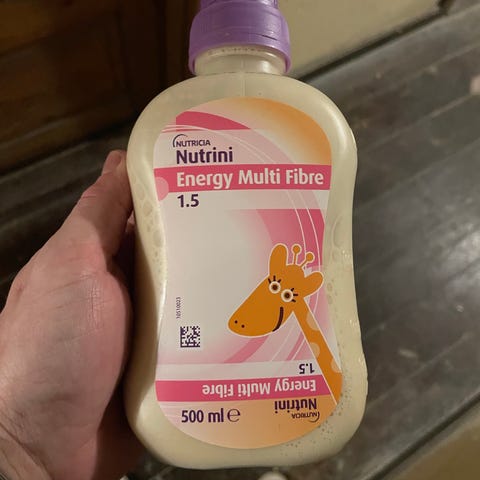 NUTRICIA
Nutrini
Energy Multi Fibre
1.5
500 ml ℮
1.5
Energy Multi Fibre
Nutrini
NUTRICIA